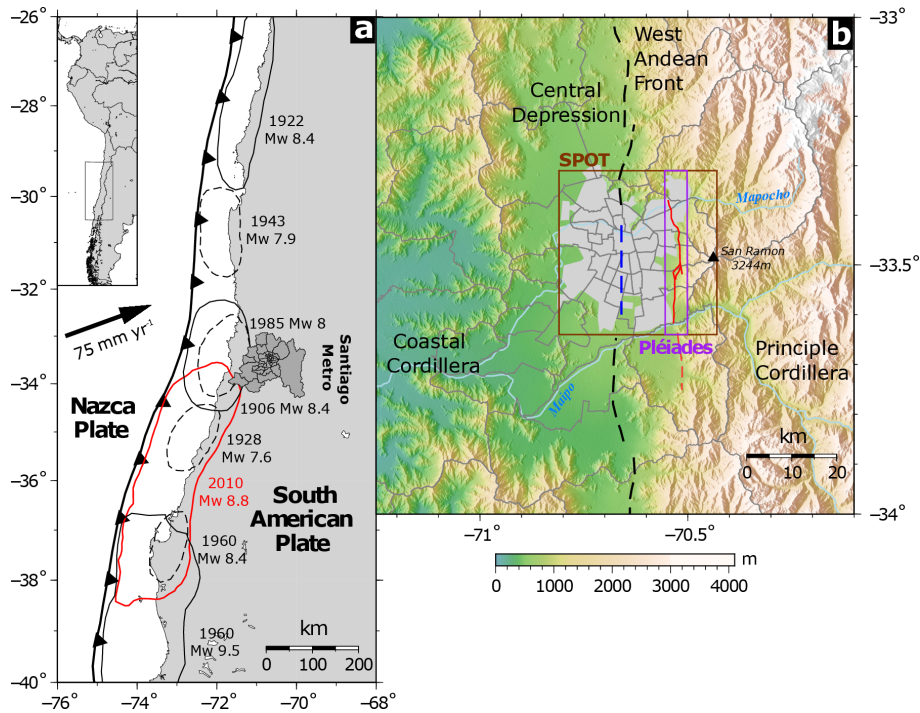 a
−26°
−28°
−30°
−32°
−34°
−36°
−38°
−40°
−76°
−74°
−72°
−70°
−68°
1922
Mw 8.4
1943
Mw 7.9
75 mm yr⁻¹
1985 Mw 8
Santiago
Metro
1906 Mw 8.4
Nazca
Plate
1928
Mw 7.6
2010
Mw 8.8
South
American
Plate
1960
Mw 8.4
1960
Mw 9.5
km
0 100 200
b
−33°
−33.5°
−34°
−71°
−70.5°
West
Andean
Front
Central
Depression
SPOT
Mapocho
San Ramon
3244m
Pléiades
Coastal
Cordillera
Maipo
Principle
Cordillera
km
0 10 20
0 1000 2000 3000 4000 m